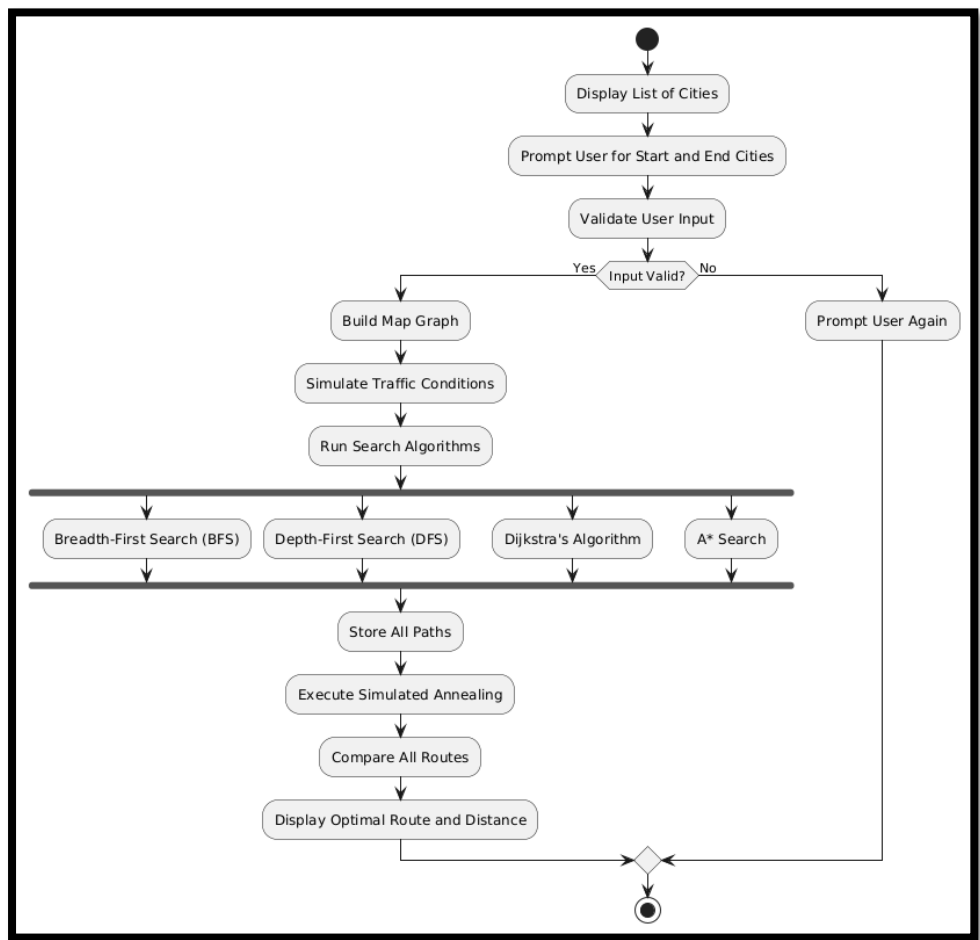 Display List of Cities
Prompt User for Start and End Cities
Validate User Input
Yes
Input Valid?
No
Build Map Graph
Prompt User Again
Simulate Traffic Conditions
Run Search Algorithms
Breadth-First Search (BFS)
Depth-First Search (DFS)
Dijkstra's Algorithm
A* Search
Store All Paths
Execute Simulated Annealing
Compare All Routes
Display Optimal Route and Distance